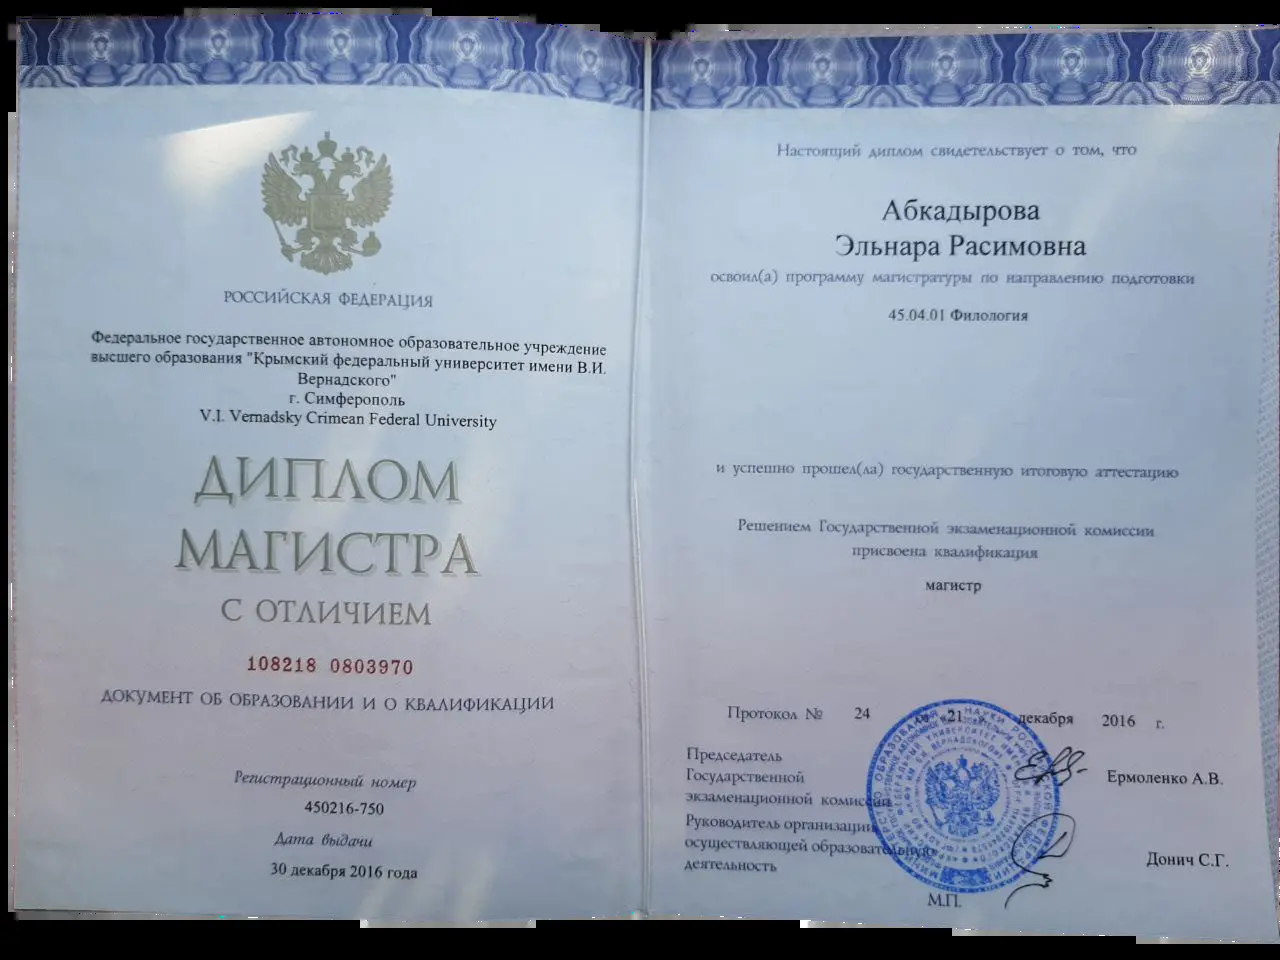 РОССИЙСКАЯ ФЕДЕРАЦИЯ
Федеральное государственное автономное образовательное учреждение
высшего образования "Крымский федеральный университет имени В.И.
Вернадского"
г. Симферополь
V.I. Vernadsky Crimean Federal University
ДИПЛОМ
МАГИСТРА
С ОТЛИЧИЕМ
108218 0803970
ДОКУМЕНТ ОБ ОБРАЗОВАНИИ И О КВАЛИФИКАЦИИ
Регистрационный номер
450216-750
Дата выдачи
30 декабря 2016 года
Настоящий диплом свидетельствует о том, что
Абкадырова
Эльнара Расимовна
освоил(а) программу магистратуры по направлению подготовки
45.04.01 Филология
и успешно прошел(ла) государственную итоговую аттестацию
Решением Государственной экзаменационной комиссии
присвоена квалификация
магистр
Протокол № 24 от «21» декабря 2016 г.
Председатель
Государственной
экзаменационной комиссии
Ермоленко А.В.
Руководитель организации,
осуществляющей образовательную
деятельность
Донич С.Г.
М.П.